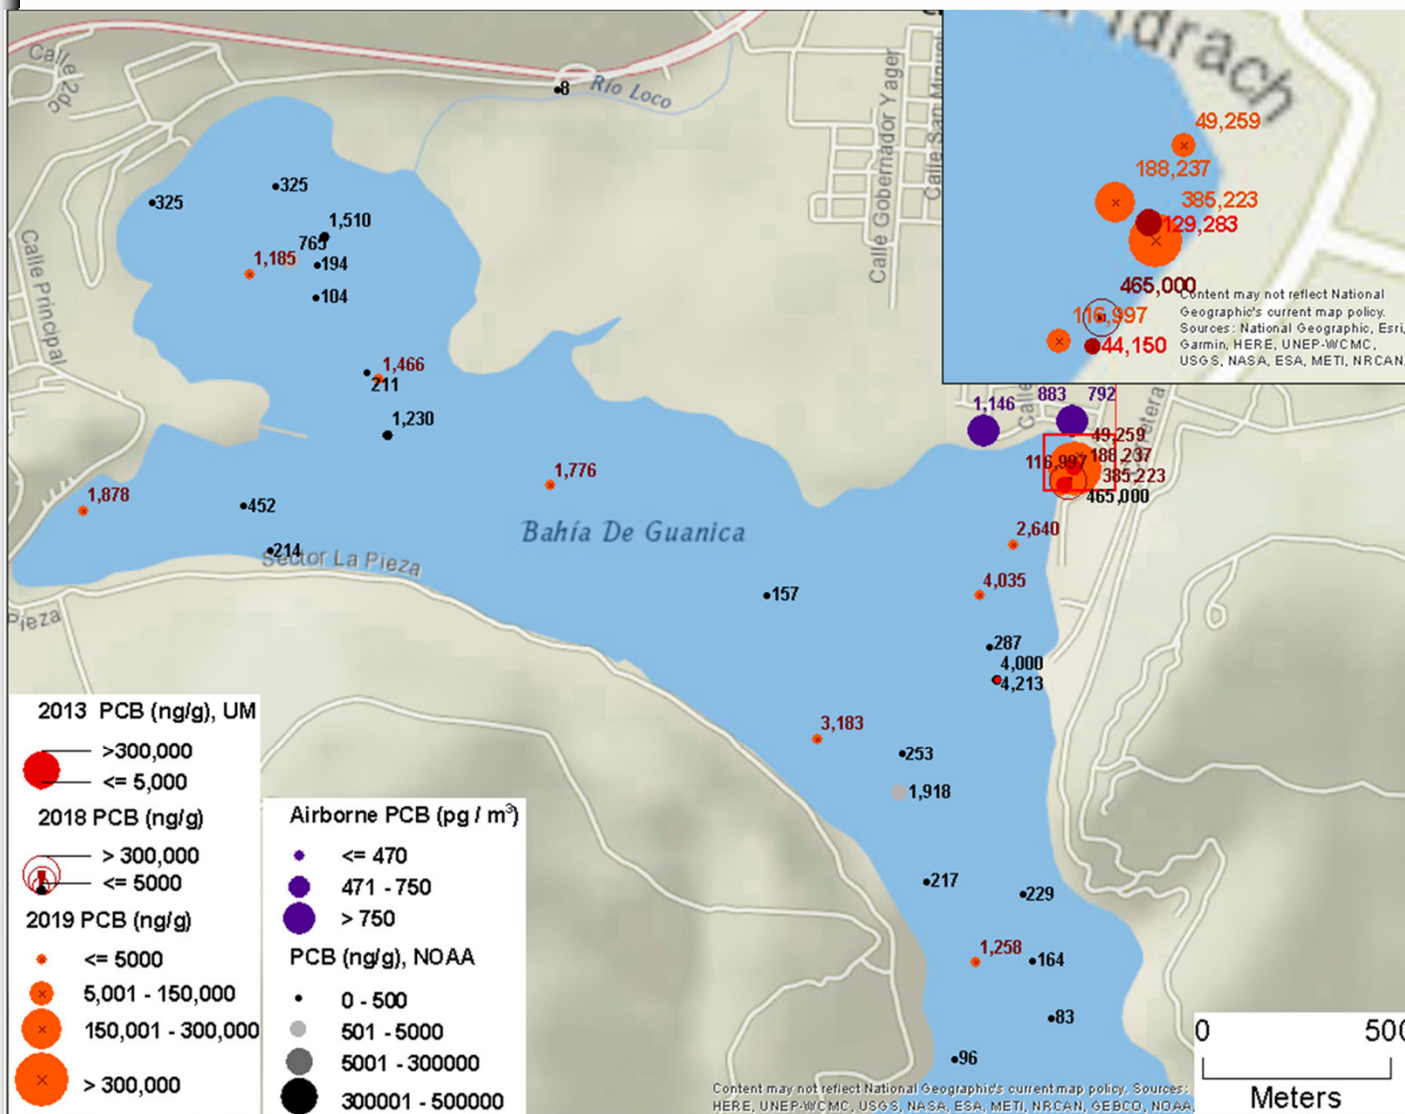 Calle 2dc
8
Río Loco
Calle Gobernador Yager
Calle San Miguel
Calle Principal
325
325
1,510
765
1,185
194
104
1,466
211
1,230
1,878
452
214
Sector La Pieza
Pieza
1,776
Bahía De Guanica
157
1,146
883
792
49,259
188,237
116,997
385,223
465,000
Calle
Carretera
2,640
4,035
287
4,000
4,213
3,183
253
1,918
217
229
1,258
164
83
96
ldrach
49,259
188,237
385,223
129,283
465,000
116,997
44,150
Content may not reflect National
Geographic's current map policy.
Sources: National Geographic, Esri,
Garmin, HERE, UNEP-WCMC,
USGS, NASA, ESA, METI, NRCAN,
2013 PCB (ng/g), UM
>300,000
<= 5,000
2018 PCB (ng/g)
> 300,000
<= 5000
2019 PCB (ng/g)
<= 5000
5,001 - 150,000
150,001 - 300,000
> 300,000
Airborne PCB (pg / m³)
<= 470
471 - 750
> 750
PCB (ng/g), NOAA
0 - 500
501 - 5000
5001 - 300000
300001 - 500000
0 500
Meters
Content may not reflect National Geographic's current map policy. Sources:
HERE, UNEP-WCMC, USGS, NASA, ESA, METI, NRCAN, GEBCO, NOAA,